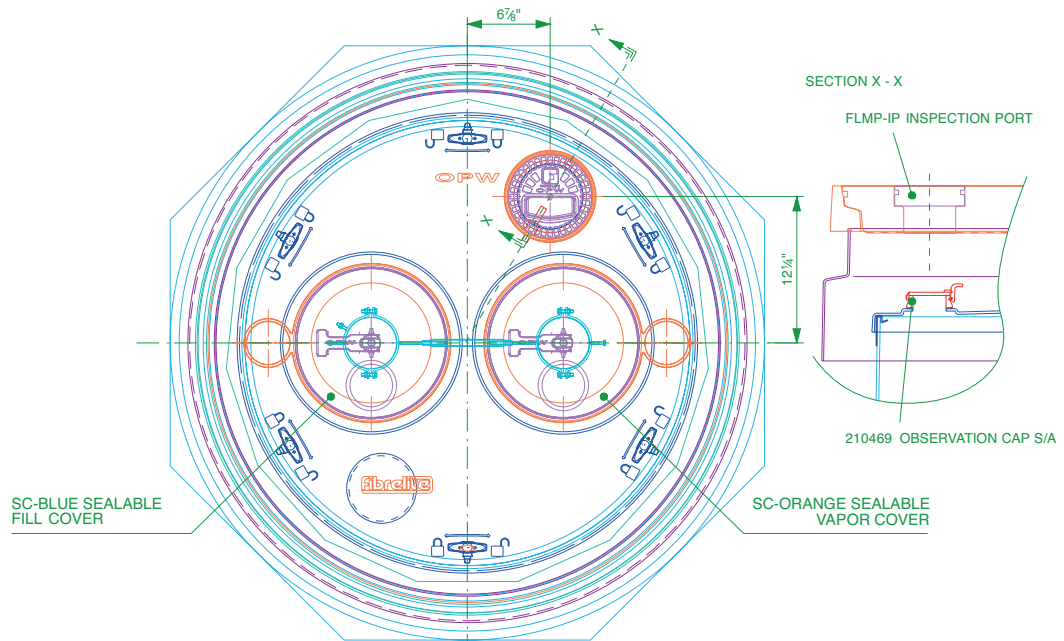 6⅞"
X
SECTION X - X
FLMP-IP INSPECTION PORT
OPW
OPW
X
12¼"
210469 OBSERVATION CAP S/A
fibrelite
SC-BLUE SEALABLE
FILL COVER
SC-ORANGE SEALABLE
VAPOR COVER